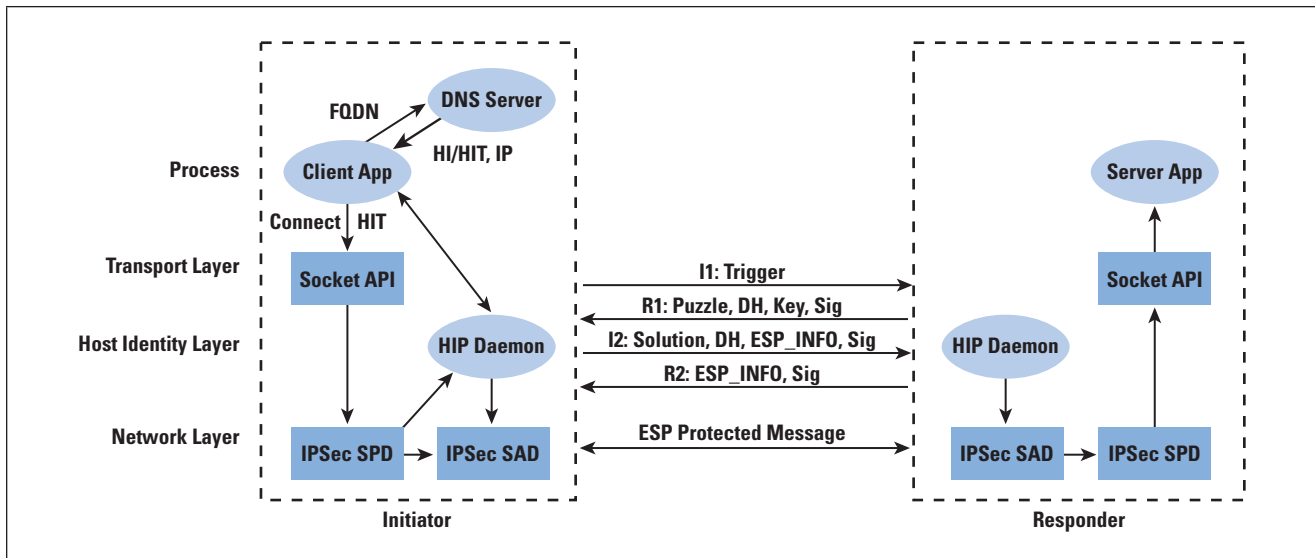 FQDN
DNS Server
HI/HIT, IP
Process
Client App
Server App
Connect HIT
Transport Layer
Socket API
I1: Trigger
Socket API
R1: Puzzle, DH, Key, Sig
Host Identity Layer
HIP Daemon
I2: Solution, DH, ESP_INFO, Sig
HIP Daemon
R2: ESP_INFO, Sig
Network Layer
IPSec SPD
IPSec SAD
ESP Protected Message
IPSec SAD
IPSec SPD
Initiator
Responder